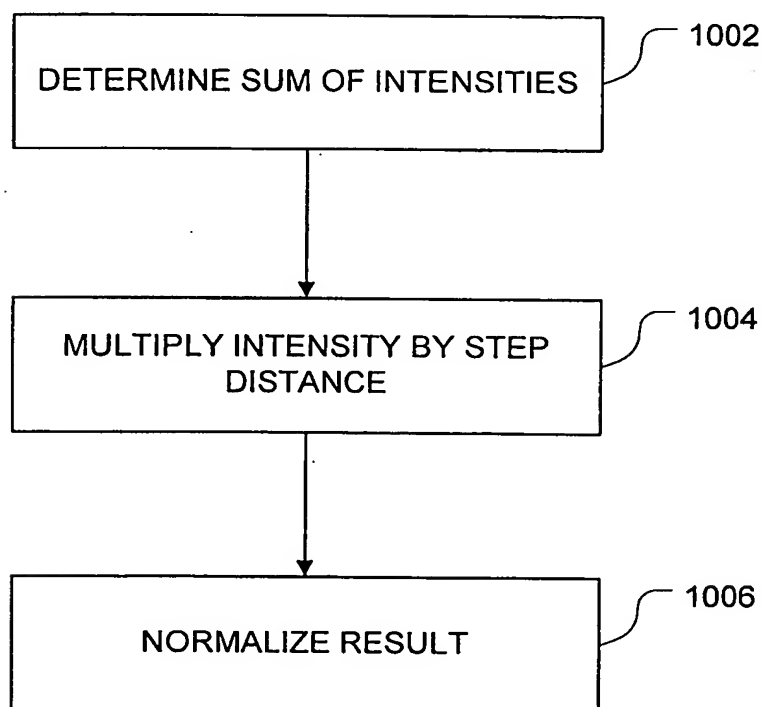 1002
DETERMINE SUM OF INTENSITIES
1004
MULTIPLY INTENSITY BY STEP
DISTANCE
1006
NORMALIZE RESULT